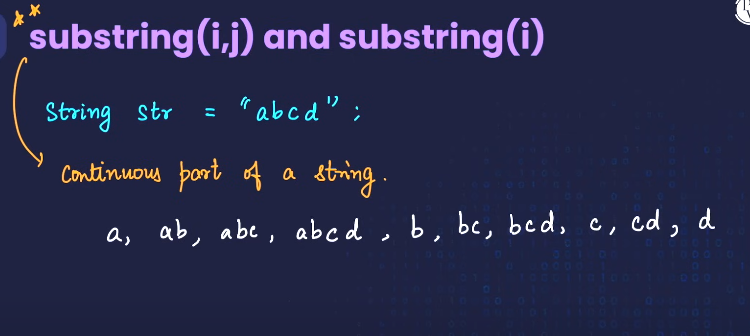 **
substring(i,j) and substring(i)
String str = "abcd";
Continuous part of a string.
a, ab, abc, abcd, b, bc, bcd, c, cd, d